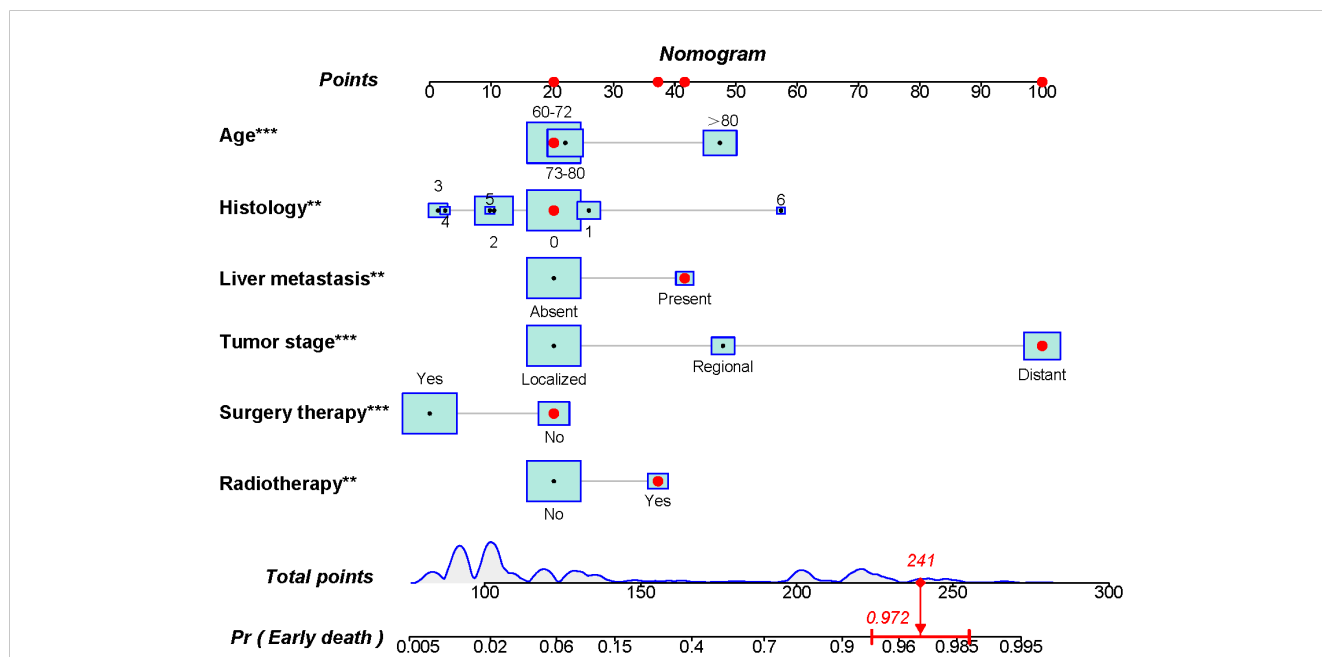 Nomogram
Points
0 10 20 30 40 50 60 70 80 90 100
60-72
>80
Age***
73-80
3
5
6
Histology**
4
2
0
1
Liver metastasis**
Absent
Present
Tumor stage***
Localized
Regional
Distant
Yes
Surgery therapy***
No
Radiotherapy**
No
Yes
241
Total points
100 150 200 250 300
0.972
Pr ( Early death )
0.005 0.02 0.06 0.15 0.4 0.7 0.9 0.96 0.985 0.995